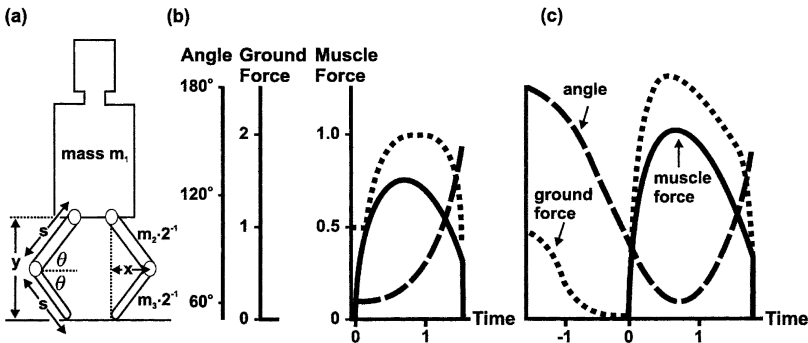 (a)
mass m₁
s
y
θ
θ
s
x
m₂·2⁻¹
m₃·2⁻¹
(b)
Angle Ground Force Muscle Force
180°
120°
60°
2
1
0
1.0
0.5
0
0 1 Time
(c)
angle
ground force
muscle force
-1 0 1 Time